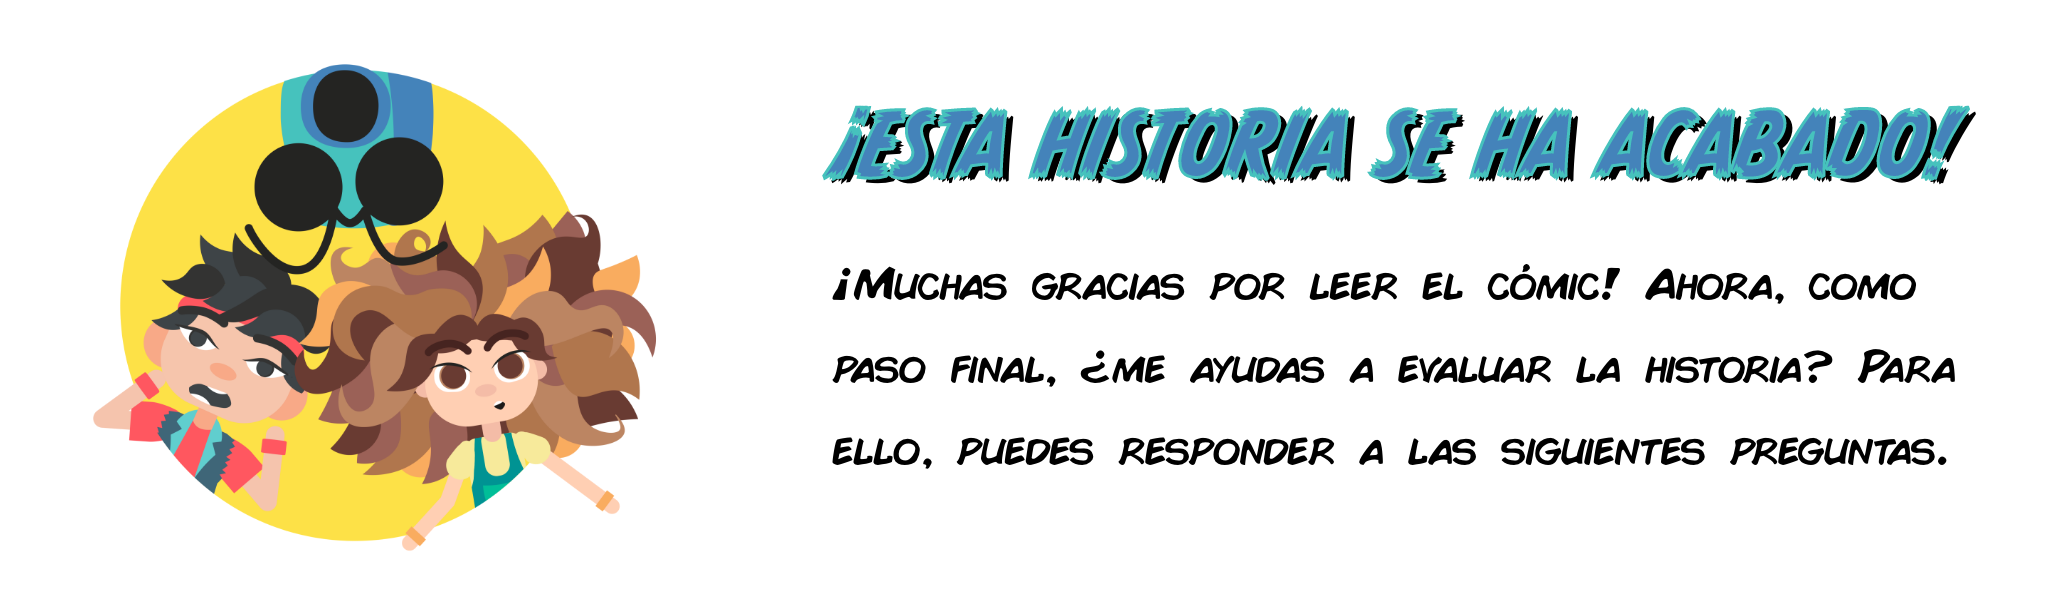 ¡ESTA HISTORIA SE HA ACABADO!
¡MUCHAS GRACIAS POR LEER EL CÓMIC! AHORA, COMO
PASO FINAL, ¿ME AYUDAS A EVALUAR LA HISTORIA? PARA
ELLO, PUEDES RESPONDER A LAS SIGUIENTES PREGUNTAS.